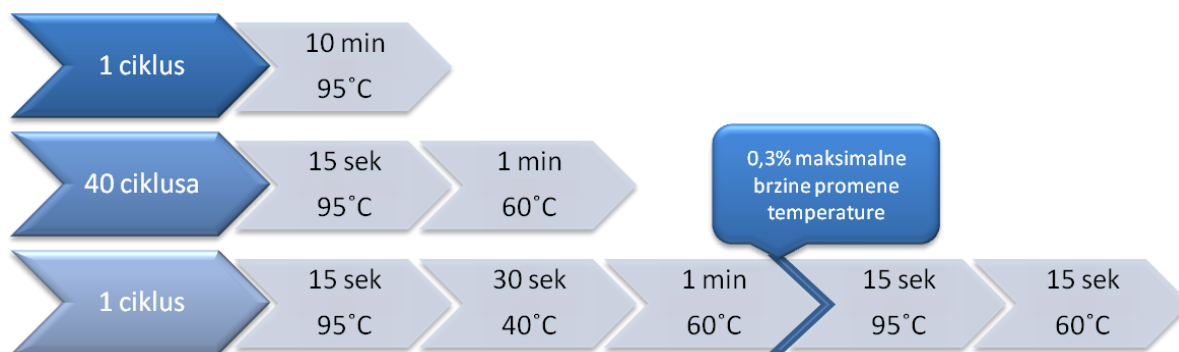 1 ciklus
10 min
95˚C
40 ciklusa
15 sek
95˚C
1 min
60˚C
0,3% maksimalne
brzine promene
temperature
1 ciklus
15 sek
95˚C
30 sek
40˚C
1 min
60˚C
15 sek
95˚C
15 sek
60˚C